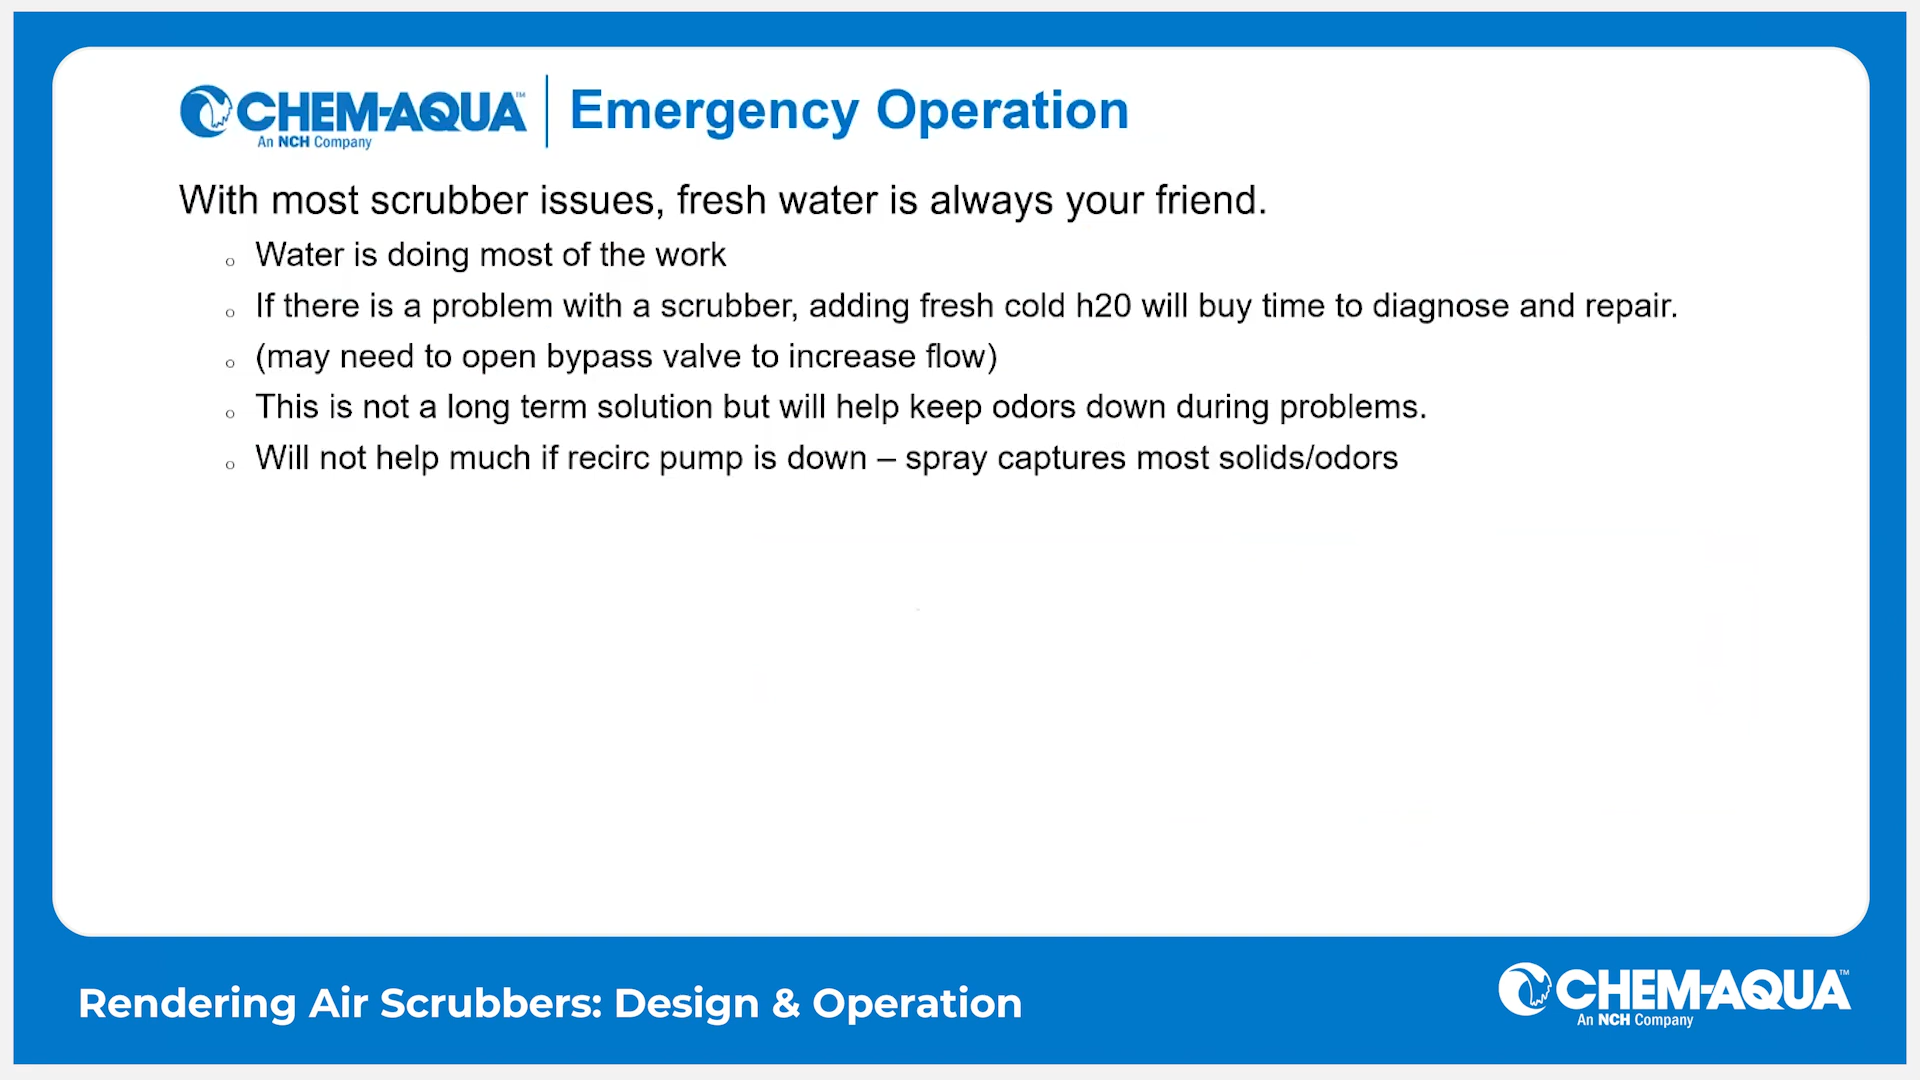 CHEM-AQUA™
An NCH Company
Emergency Operation
With most scrubber issues, fresh water is always your friend.
o Water is doing most of the work
o If there is a problem with a scrubber, adding fresh cold h20 will buy time to diagnose and repair.
o (may need to open bypass valve to increase flow)
o This is not a long term solution but will help keep odors down during problems.
o Will not help much if recirc pump is down – spray captures most solids/odors
Rendering Air Scrubbers: Design & Operation
CHEM-AQUA™
An NCH Company